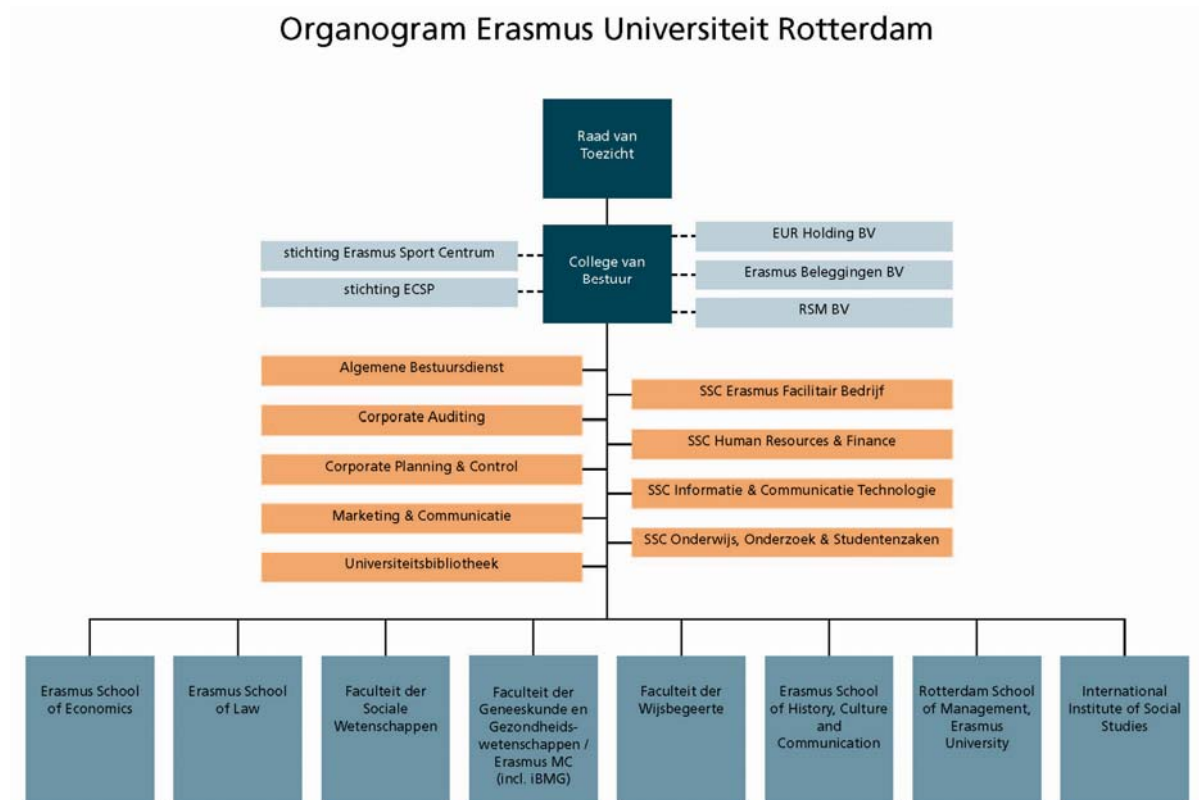 Organogram Erasmus Universiteit Rotterdam
Raad van
Toezicht
College van
Bestuur
stichting Erasmus Sport Centrum
stichting ECSP
EUR Holding BV
Erasmus Beleggingen BV
RSM BV
Algemene Bestuursdienst
Corporate Auditing
Corporate Planning & Control
Marketing & Communicatie
Universiteitsbibliotheek
SSC Erasmus Facilitair Bedrijf
SSC Human Resources & Finance
SSC Informatie & Communicatie Technologie
SSC Onderwijs, Onderzoek & Studentenzaken
Erasmus School
of Economics
Erasmus School
of Law
Faculteit der
Sociale
Wetenschappen
Faculteit der
Geneeskunde en
Gezondheids-
wetenschappen /
Erasmus MC
(incl. iBMG)
Faculteit der
Wijsbegeerte
Erasmus School
of History, Culture
and
Communication
Rotterdam School
of Management,
Erasmus
University
International
Institute of Social
Studies